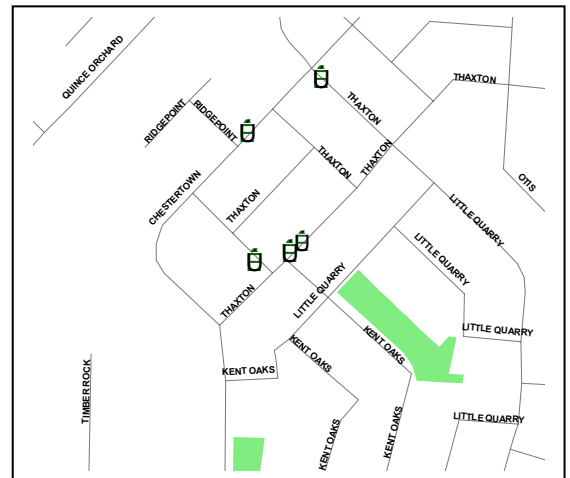 QUINCE ORCHARD
THAXTON
THAXTON
RIDGEPOINT
RIDGEPOINT
THAXTON
THAXTON
OTIS
CHESTERTOWN
THAXTON
LITTLE QUARRY
LITTLE QUARRY
LITTLE QUARRY
THAXTON
LITTLE QUARRY
KENT OAKS
KENT OAKS
KENT OAKS
TIMBER ROCK
LITTLE QUARRY
KENT OAKS
KENT OAKS